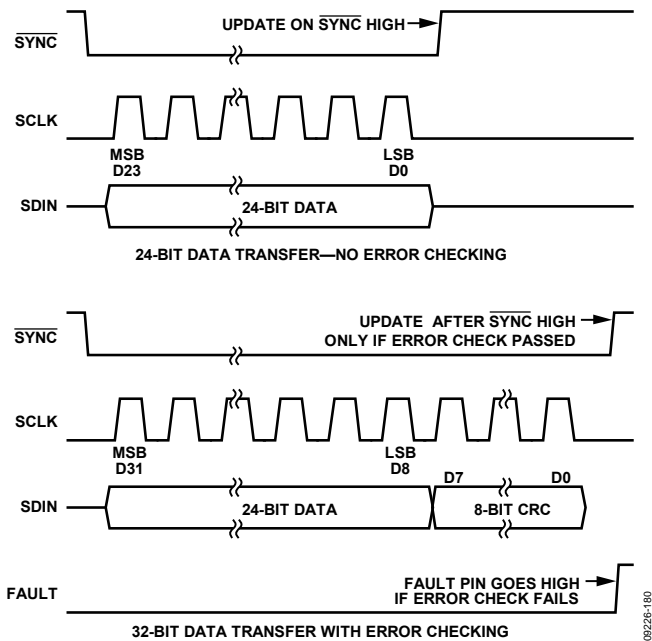 UPDATE ON SYNC HIGH
SYNC
SCLK
MSB LSB
D23 D0
SDIN
24-BIT DATA
24-BIT DATA TRANSFER—NO ERROR CHECKING
UPDATE AFTER SYNC HIGH
ONLY IF ERROR CHECK PASSED
SYNC
SCLK
MSB LSB
D31 D8
D7 D0
SDIN
24-BIT DATA 8-BIT CRC
FAULT PIN GOES HIGH
IF ERROR CHECK FAILS
FAULT
32-BIT DATA TRANSFER WITH ERROR CHECKING
09226-180